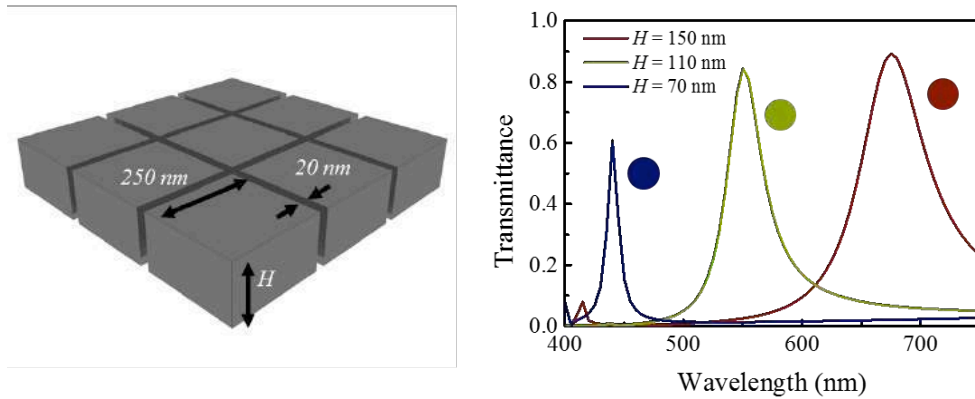 250 nm
20 nm
H
Transmittance
1.0
0.8
0.6
0.4
0.2
0.0
H = 150 nm
H = 110 nm
H = 70 nm
400
500
600
700
Wavelength (nm)